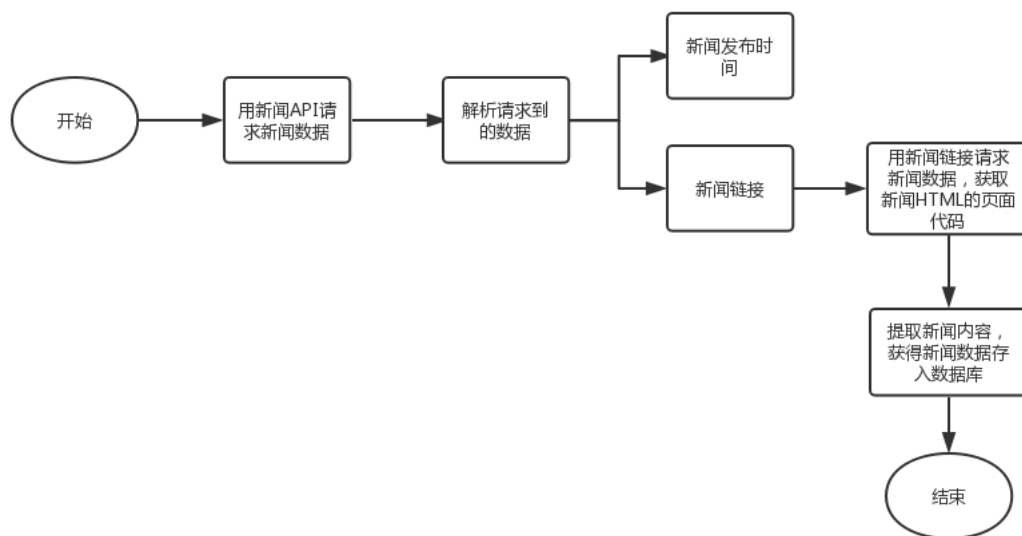 新闻发布时
间
开始
用新闻API请
求新闻数据
解析请求到
的数据
新闻链接
用新闻链接请求
新闻数据，获取
新闻HTML的页面
代码
提取新闻内容，
获得新闻数据存
入数据库
结束